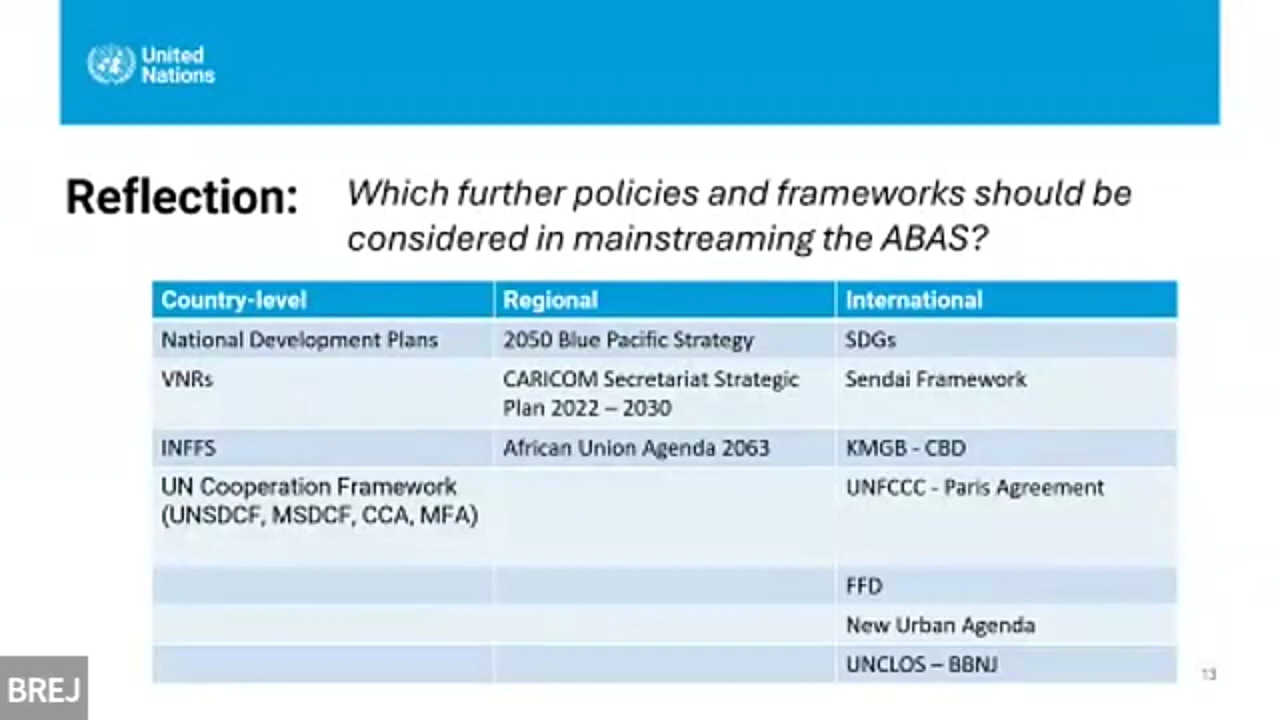 United
Nations
Reflection:
Which further policies and frameworks should be
considered in mainstreaming the ABAS?
Country-level
Regional
International
National Development Plans
2050 Blue Pacific Strategy
SDGs
VNRs
CARICOM Secretariat Strategic
Plan 2022 – 2030
Sendai Framework
INFFS
African Union Agenda 2063
KMGB - CBD
UN Cooperation Framework
(UNSDCF, MSDCF, CCA, MFA)
UNFCCC - Paris Agreement
FFD
New Urban Agenda
UNCLOS – BBNJ
13
BREJ